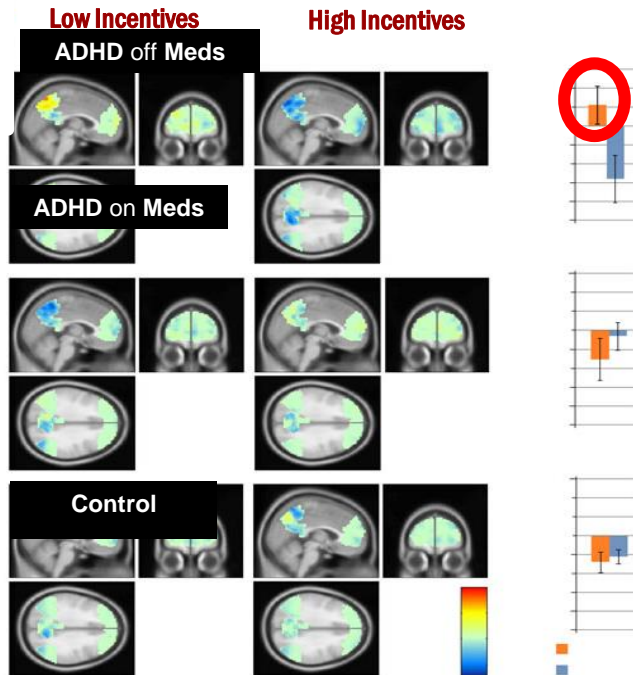 Low Incentives
High Incentives
ADHD off Meds
ADHD on Meds
Control